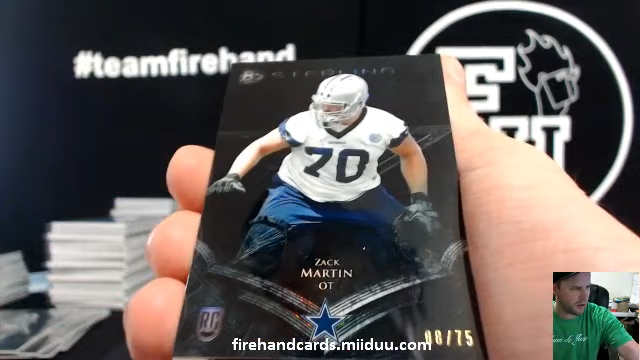 #teamfirehand
STERLING
70
ZACK
MARTIN
OT
RC
08/75
firehandcards.miiduu.com